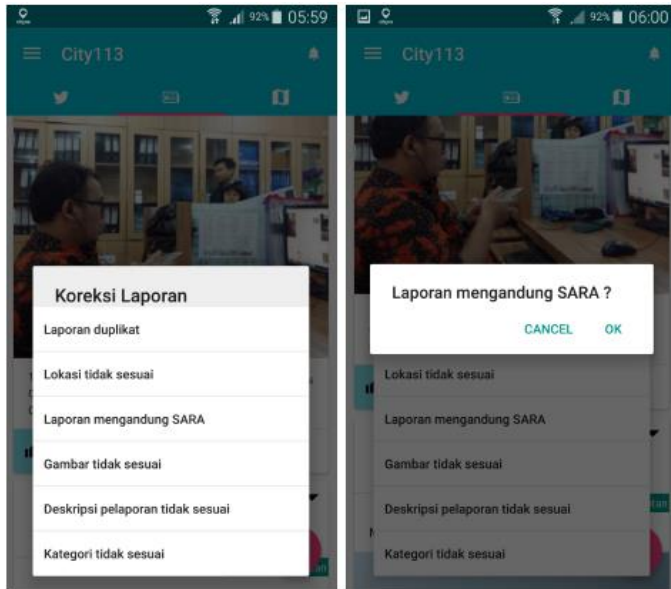 92% 05:59
City113
Koreksi Laporan
Laporan duplikat
Lokasi tidak sesuai
Laporan mengandung SARA
Gambar tidak sesuai
Deskripsi pelaporan tidak sesuai
Kategori tidak sesuai
92% 06:00
City113
Laporan mengandung SARA ?
CANCEL OK
Lokasi tidak sesuai
Laporan mengandung SARA
Gambar tidak sesuai
Deskripsi pelaporan tidak sesuai
Kategori tidak sesuai